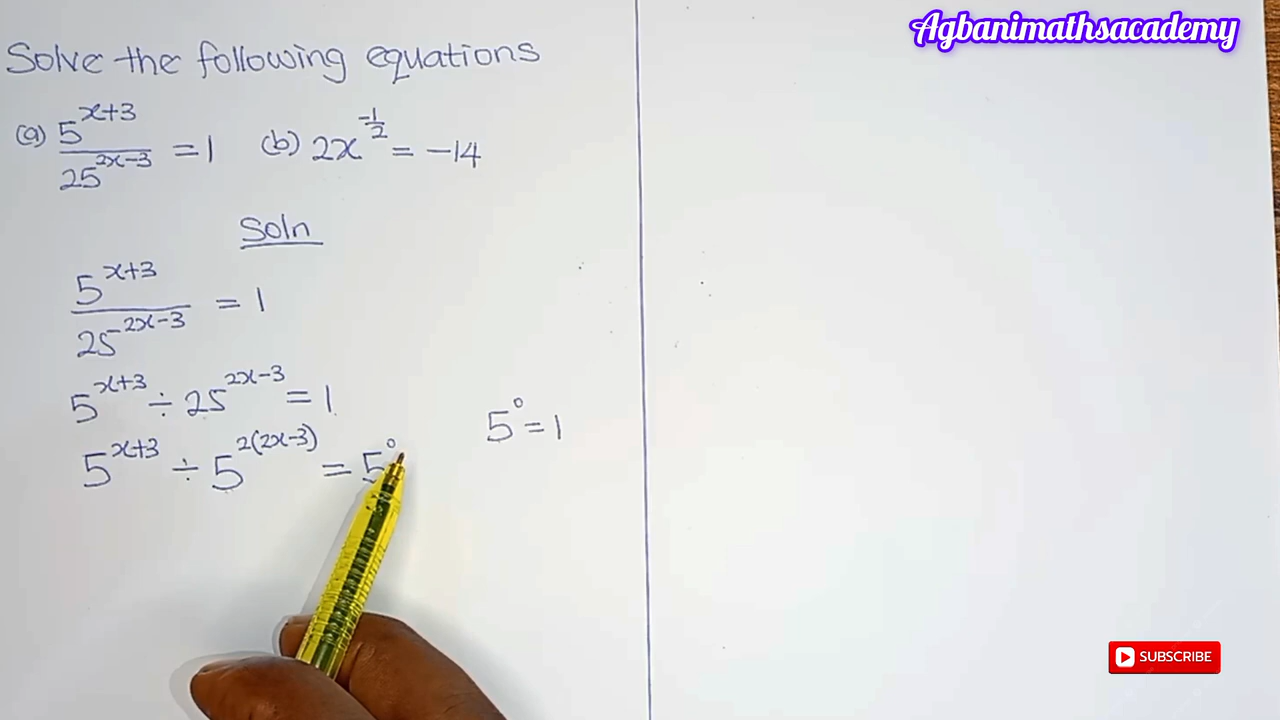 Agbanimathsacademy
Solve the following equations
(a) 5^(x+3) / 25^(2x-3) = 1 (b) 2x^(-1/2) = -14
Soln
5^(x+3) / 25^(-2x-3) = 1
5^(x+3) ÷ 25^(2x-3) = 1
5^(x+3) ÷ 5^(2(2x-3)) = 5^0
5^0 = 1
SUBSCRIBE